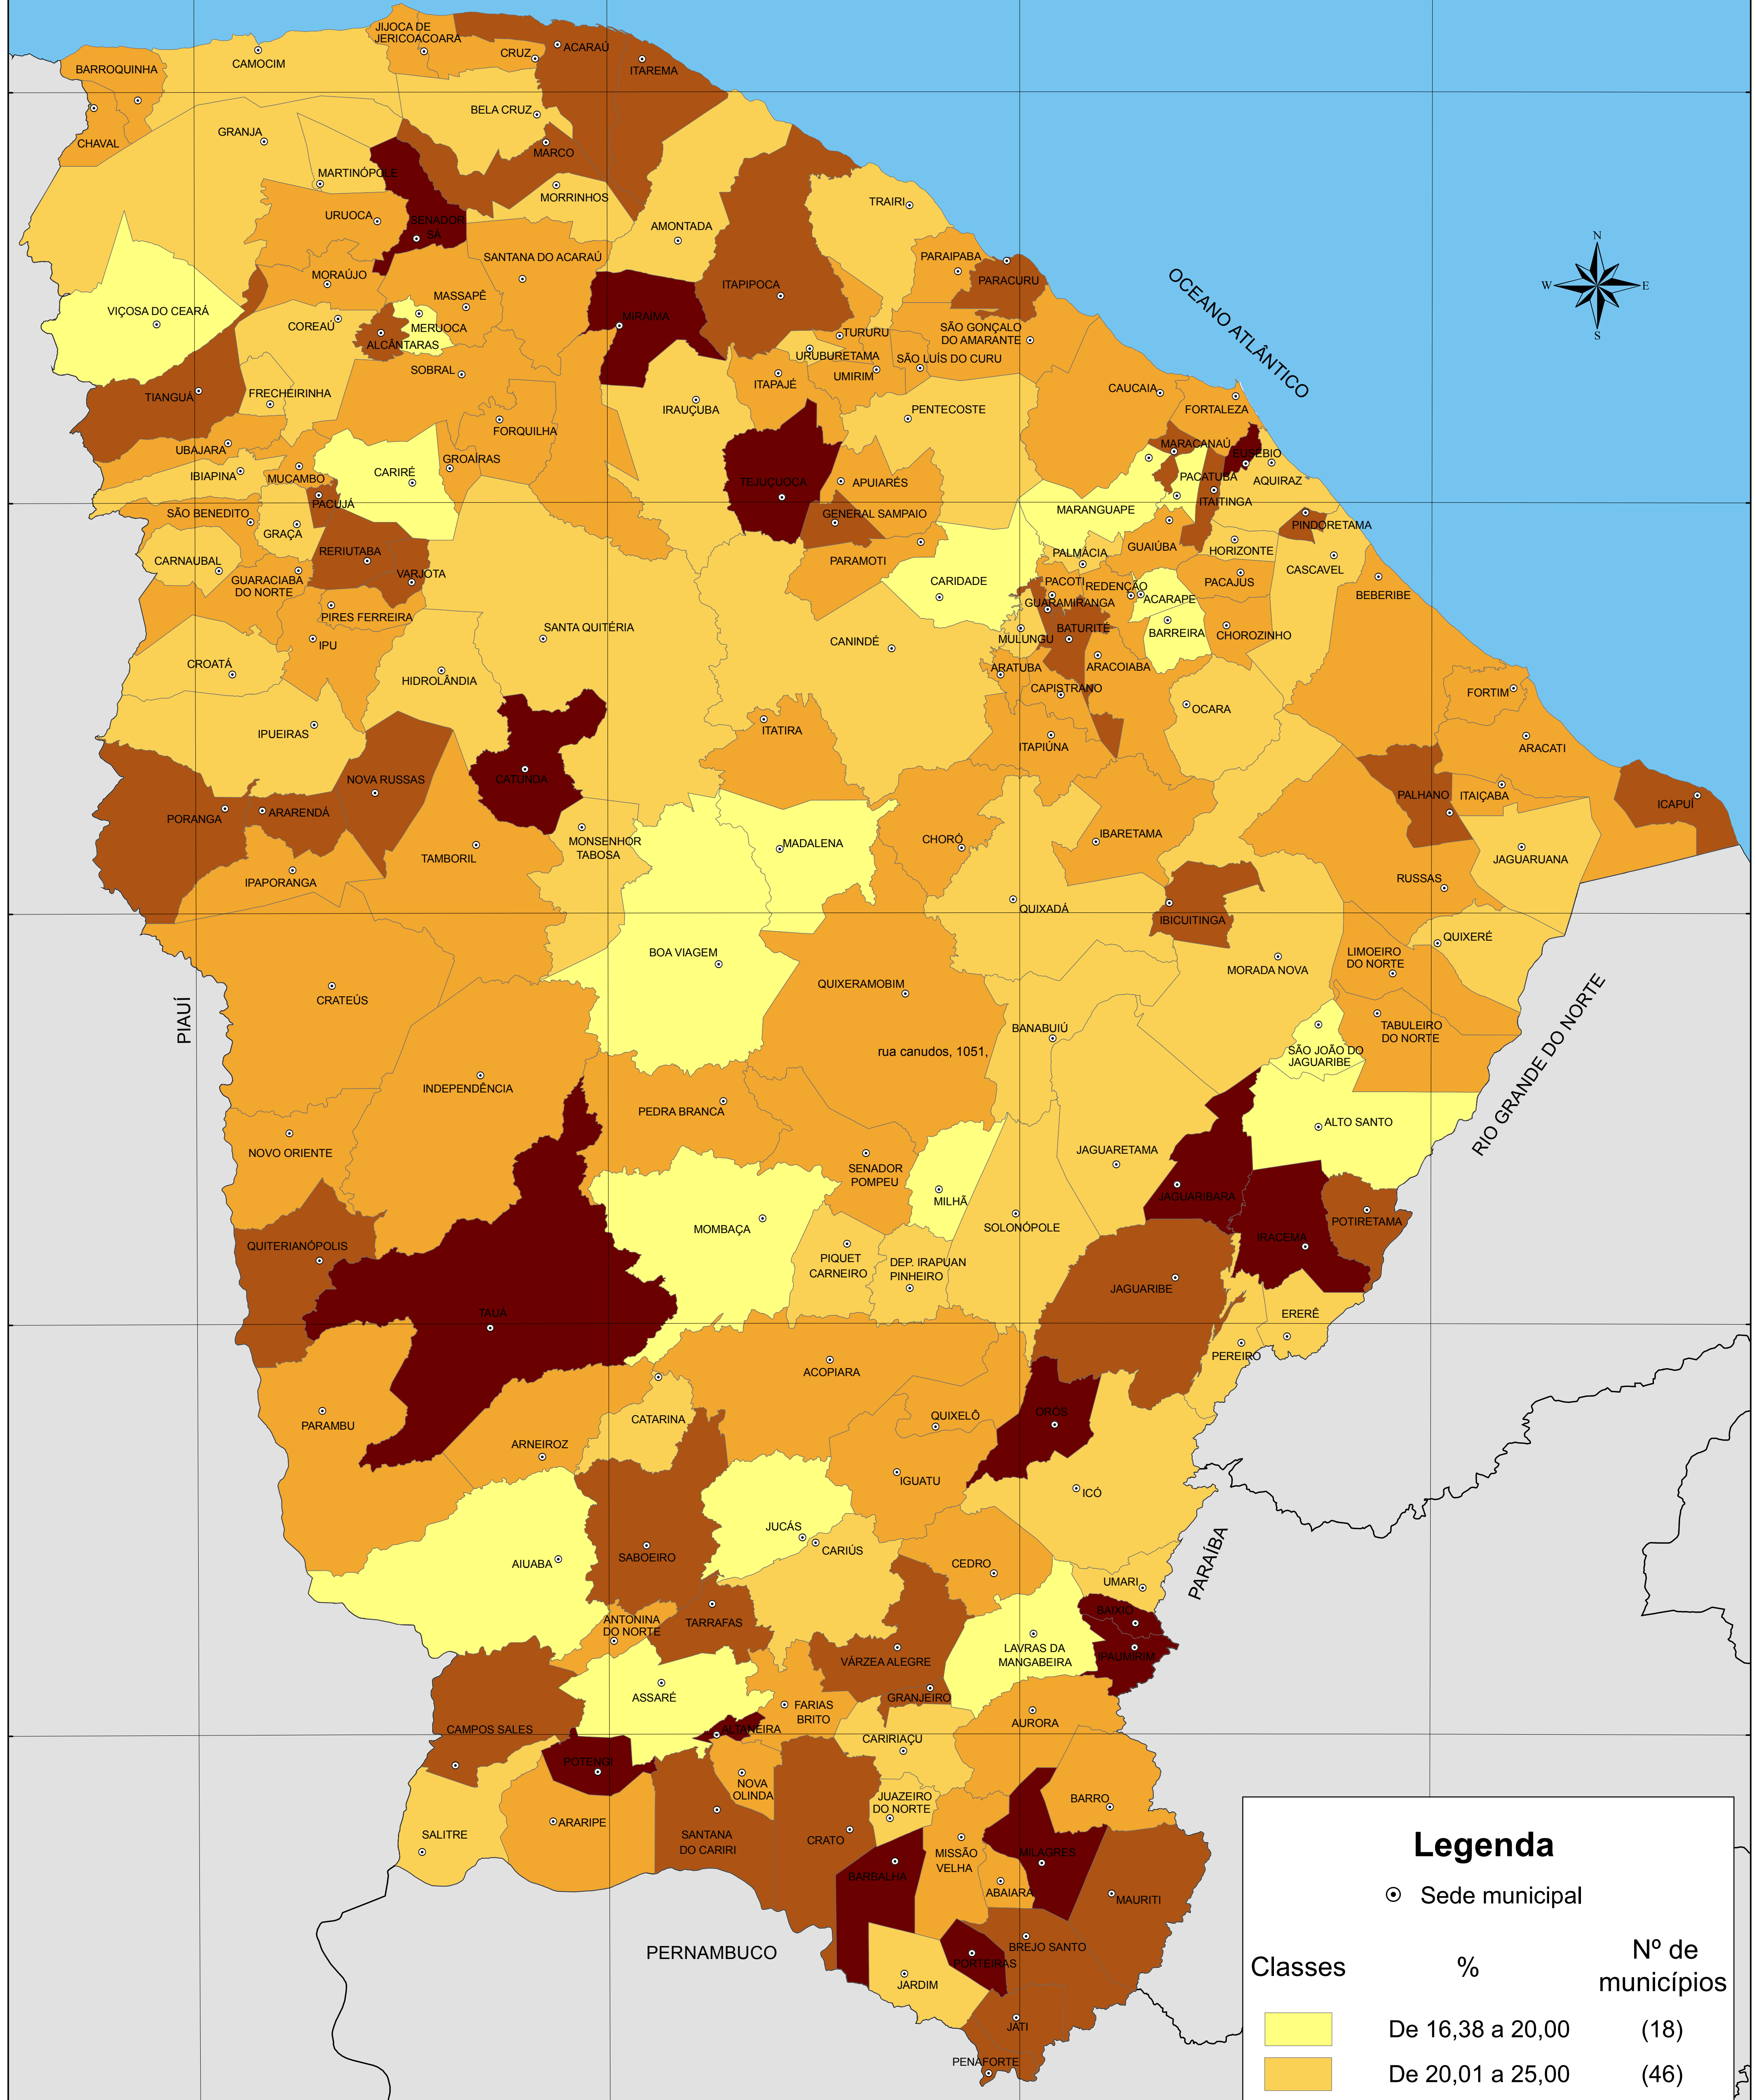 JIJOCA DE
JERICOACOARA
CRUZ
ACARAÚ
ITAREMA
BARROQUINHA
CAMOCIM
BELA CRUZ
CHAVAL
GRANJA
MARCO
MARTINÓPOLE
MORRINHOS
TRAIRI
URUOCA
SENADOR
SÁ
AMONTADA
N
W
E
S
SANTANA DO ACARAÚ
PARAIPABA
MORAÚJO
PARACURU
ITAPIPOCA
OCEANO ATLÂNTICO
MASSAPÊ
VIÇOSA DO CEARÁ
COREAÚ
MERUOCA
MIRAÍMA
ALCÂNTARAS
TURURU
SÃO GONÇALO
DO AMARANTE
URUBURETAMA
SÃO LUÍS DO CURU
SOBRAL
UMIRIM
ITAPAJÉ
CAUCAIA
TIANGUÁ
FRECHEIRINHA
IRAUÇUBA
PENTECOSTE
FORTALEZA
FORQUILHA
UBAJARA
MARACANAÚ
EUSÉBIO
IBIAPINA
MUCAMBO
CARIRÉ
GROAÍRAS
TEJUÇUOCA
APUIARÉS
PACATUBA
AQUIRAZ
ITAITINGA
PACUJÁ
SÃO BENEDITO
GENERAL SAMPAIO
MARANGUAPE
PINDORETAMA
GRAÇA
RERIUTABA
PARAMOTI
PALMÁCIA
GUAIÚBA
HORIZONTE
CARNAUBAL
VARJOTA
CASCAVEL
GUARACIABA
DO NORTE
CARIDADE
PACOTI
REDENÇÃO
PACAJUS
BEBERIBE
GUARAMIRANGA
ACARAPE
PIRES FERREIRA
SANTA QUITÉRIA
MULUNGU
BATURITÉ
BARREIRA
CHOROZINHO
IPU
CANINDÉ
CROATÁ
ARATUBA
ARACOIABA
HIDROLÂNDIA
CAPISTRANO
FORTIM
OCARA
IPUEIRAS
ITATIRA
ITAPIÚNA
ARACATI
NOVA RUSSAS
CATUNDA
PALHANO
ITAIÇABA
ICAPUÍ
PORANGA
ARARENDÁ
MONSENHOR
TABOSA
MADALENA
CHORÓ
IBARETAMA
TAMBORIL
JAGUARUANA
IPAPORANGA
RUSSAS
QUIXADÁ
IBICUITINGA
QUIXERÉ
BOA VIAGEM
LIMOEIRO
DO NORTE
MORADA NOVA
QUIXERAMOBIM
CRATEÚS
PIAUÍ
BANABUIÚ
TABULEIRO
DO NORTE
rua canudos, 1051,
SÃO JOÃO DO
JAGUARIBE
RIO GRANDE DO NORTE
INDEPENDÊNCIA
PEDRA BRANCA
ALTO SANTO
NOVO ORIENTE
JAGUARETAMA
SENADOR
POMPEU
JAGUARIBARA
MILHÃ
POTIRETAMA
MOMBAÇA
SOLONÓPOLE
IRACEMA
QUITERIANÓPOLIS
PIQUET
CARNEIRO
DEP. IRAPUAN
PINHEIRO
JAGUARIBE
TAUÁ
ERERÊ
PEREIRO
ACOPIARA
CATARINA
QUIXELÔ
ORÓS
PARAMBU
ARNEIROZ
IGUATU
ICÓ
JUCÁS
CARIÚS
PARAÍBA
SABOEIRO
AIUABA
CEDRO
UMARI
ANTONINA
DO NORTE
TARRAFAS
BAIXIO
LAVRAS DA
MANGABEIRA
IPAUMIRIM
VÁRZEA ALEGRE
ASSARÉ
GRANJEIRO
FARIAS
BRITO
CAMPOS SALES
ALTANEIRA
AURORA
CARIRIAÇU
POTENGI
NOVA
OLINDA
JUAZEIRO
DO NORTE
BARRO
ARARIPE
SALITRE
SANTANA
DO CARIRI
CRATO
MISSÃO
VELHA
MILAGRES
BARBALHA
ABAIARA
MAURITI
PERNAMBUCO
BREJO SANTO
PORTEIRAS
JARDIM
JATI
PENAFORTE
Legenda
Sede municipal
Classes
%
Nº de
municípios
De 16,38 a 20,00
(18)
De 20,01 a 25,00
(46)